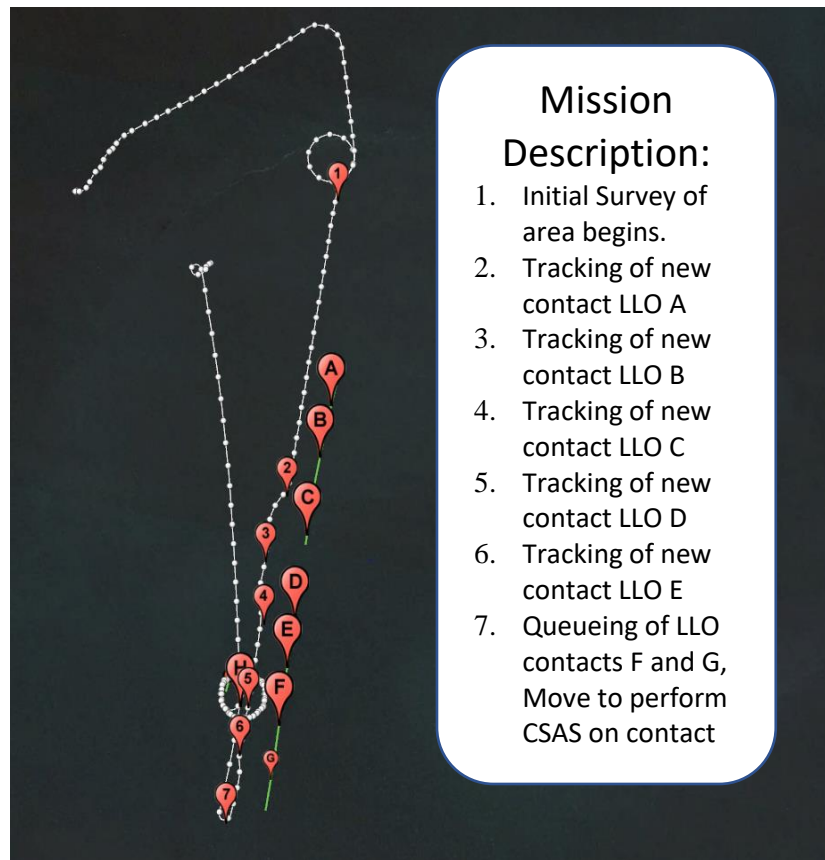 1
A
B
2
C
3
D
4
E
H
5
F
6
G
7
Mission
Description:
1. Initial Survey of
area begins.
2. Tracking of new
contact LLO A
3. Tracking of new
contact LLO B
4. Tracking of new
contact LLO C
5. Tracking of new
contact LLO D
6. Tracking of new
contact LLO E
7. Queueing of LLO
contacts F and G,
Move to perform
CSAS on contact